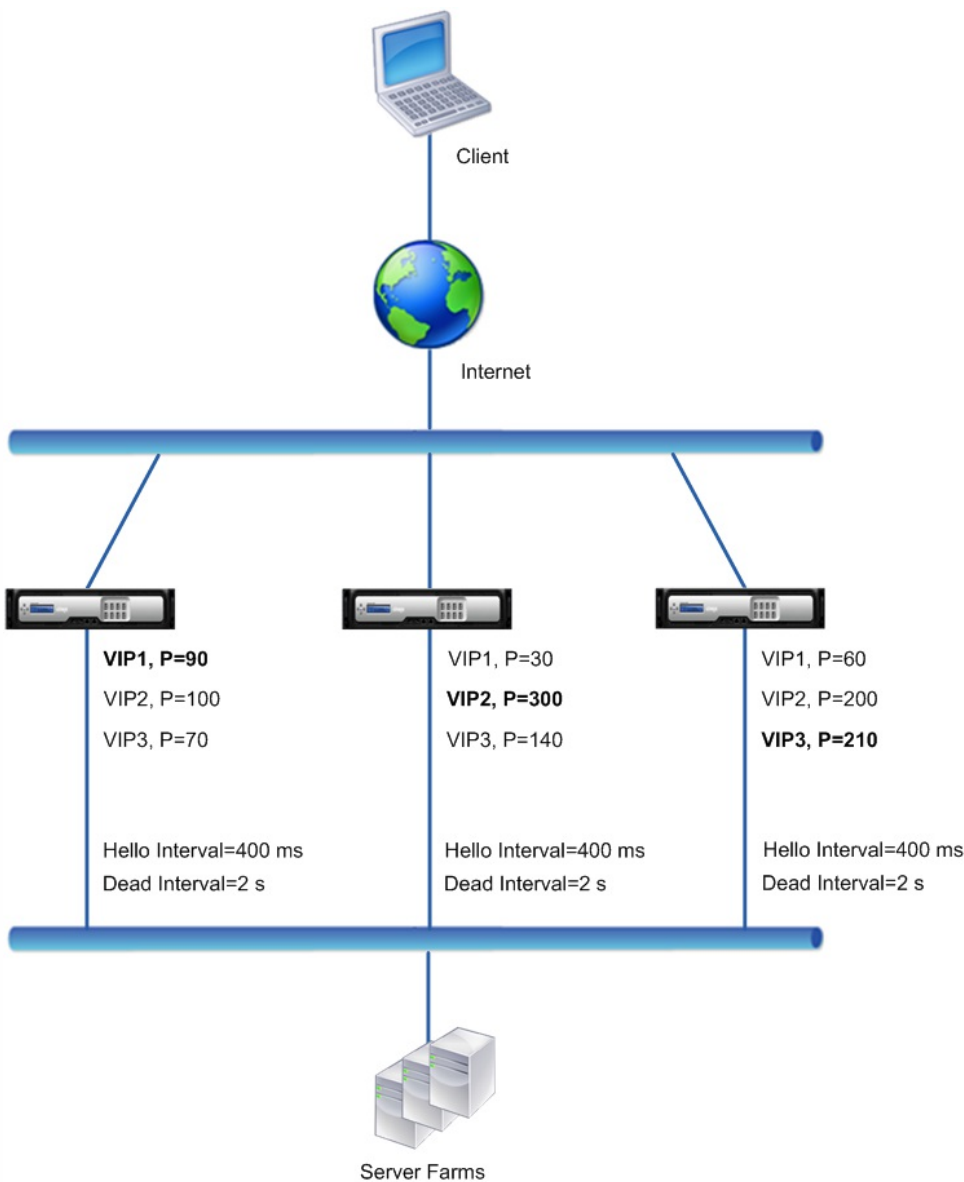 Client
Internet
VIP1, P=90
VIP2, P=100
VIP3, P=70
Hello Interval=400 ms
Dead Interval=2 s
VIP1, P=30
VIP2, P=300
VIP3, P=140
Hello Interval=400 ms
Dead Interval=2 s
VIP1, P=60
VIP2, P=200
VIP3, P=210
Hello Interval=400 ms
Dead Interval=2 s
Server Farms